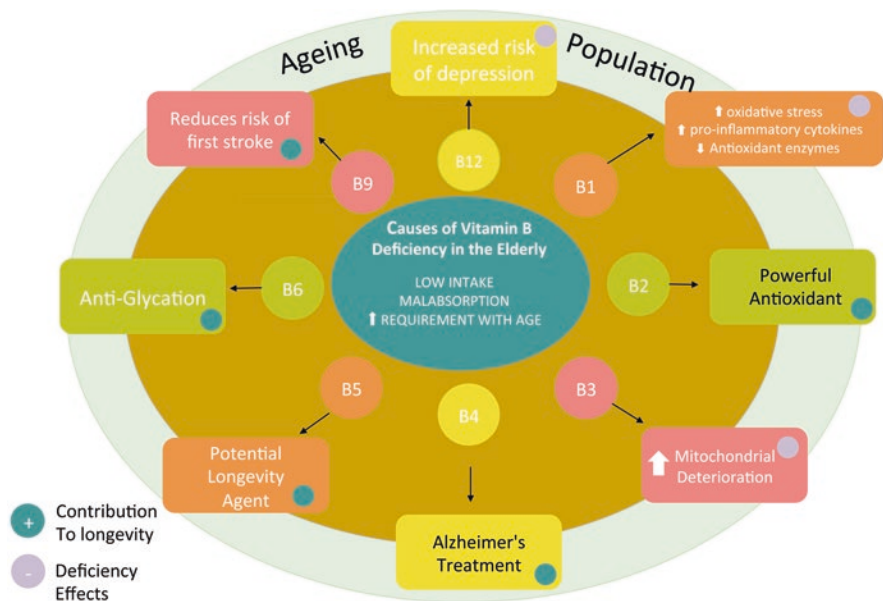 Ageing
Population
Increased risk
of depression
Reduces risk of
first stroke
⬆ oxidative stress
⬆ pro-inflammatory cytokines
⬇ Antioxidant enzymes
B12
B9
B1
Causes of Vitamin B
Deficiency in the Elderly
LOW INTAKE
MALABSORPTION
⬆ REQUIREMENT WITH AGE
B6
Anti-Glycation
B2
Powerful
Antioxidant
B5
B4
B3
Potential
Longevity
Agent
⬆ Mitochondrial
Deterioration
Alzheimer's
Treatment
+
Contribution
To longevity
-
Deficiency
Effects